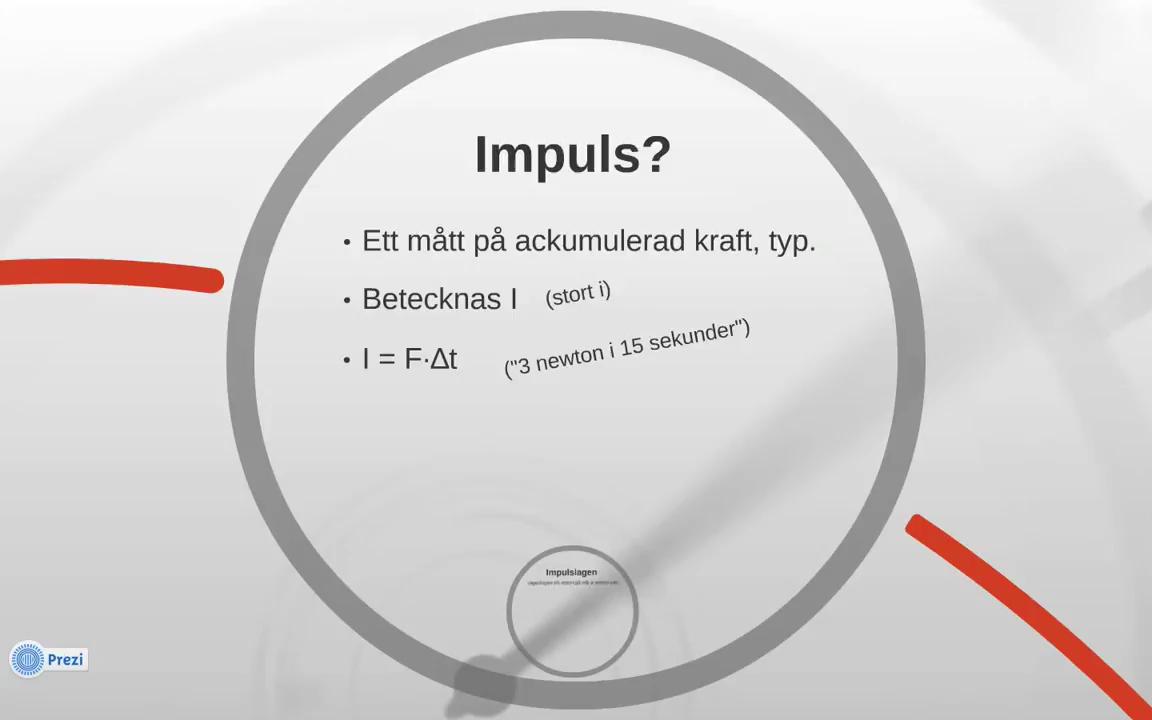 Impuls?
• Ett mått på ackumulerad kraft, typ.
• Betecknas I (stort i)
• I = F·Δt ("3 newton i 15 sekunder")
Impulslagen
Prezi